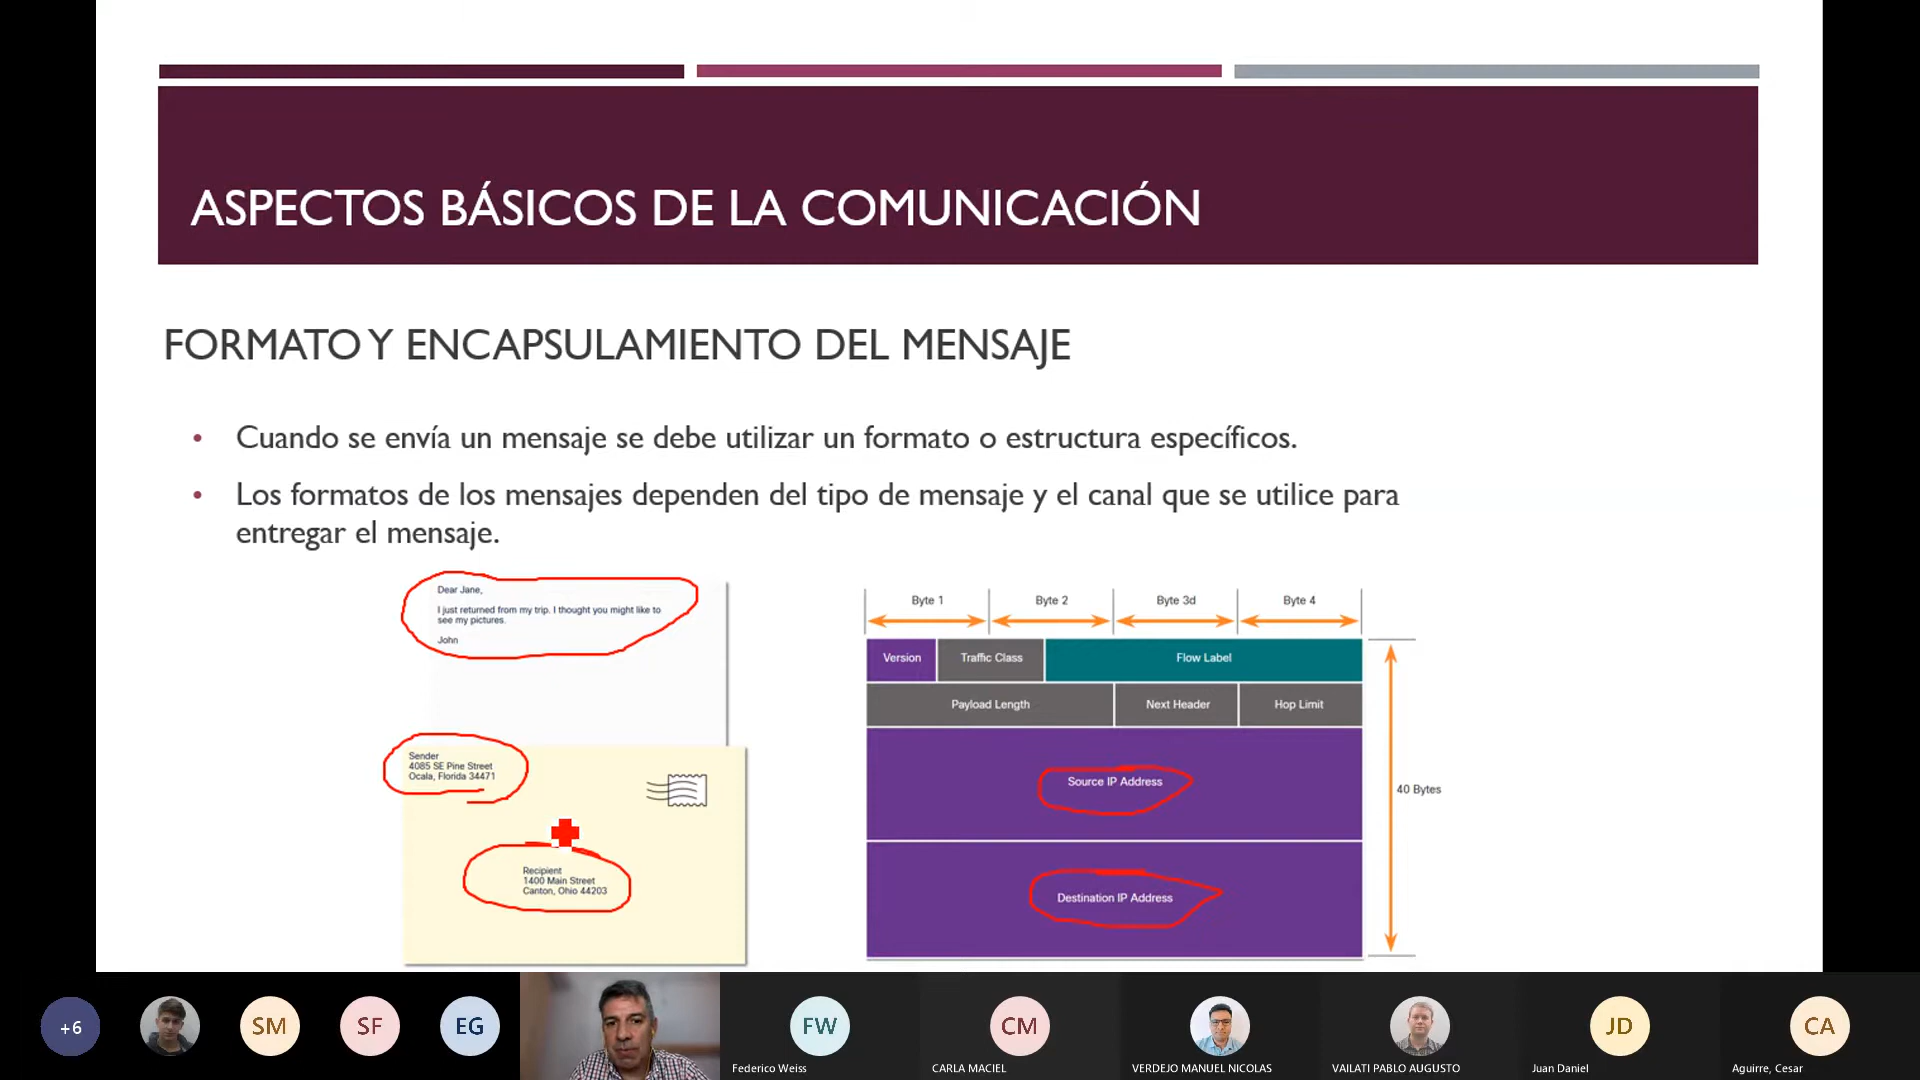 ASPECTOS BÁSICOS DE LA COMUNICACIÓN
FORMATO Y ENCAPSULAMIENTO DEL MENSAJE
• Cuando se envía un mensaje se debe utilizar un formato o estructura específicos.
• Los formatos de los mensajes dependen del tipo de mensaje y el canal que se utilice para
entregar el mensaje.
Dear Jane,
I just returned from my trip. I thought you might like to
see my pictures.
John
Sender
4085 SE Pine Street
Ocala, Florida 34471
Recipient
1400 Main Street
Canton, Ohio 44203
Byte 1 Byte 2 Byte 3d Byte 4
Version Traffic Class Flow Label
Payload Length Next Header Hop Limit
Source IP Address
40 Bytes
Destination IP Address
+6 SM SF EG FW CM JD CA
Federico Weiss CARLA MACIEL VERDEJO MANUEL NICOLAS VAILATI PABLO AUGUSTO Juan Daniel Aguirre, Cesar